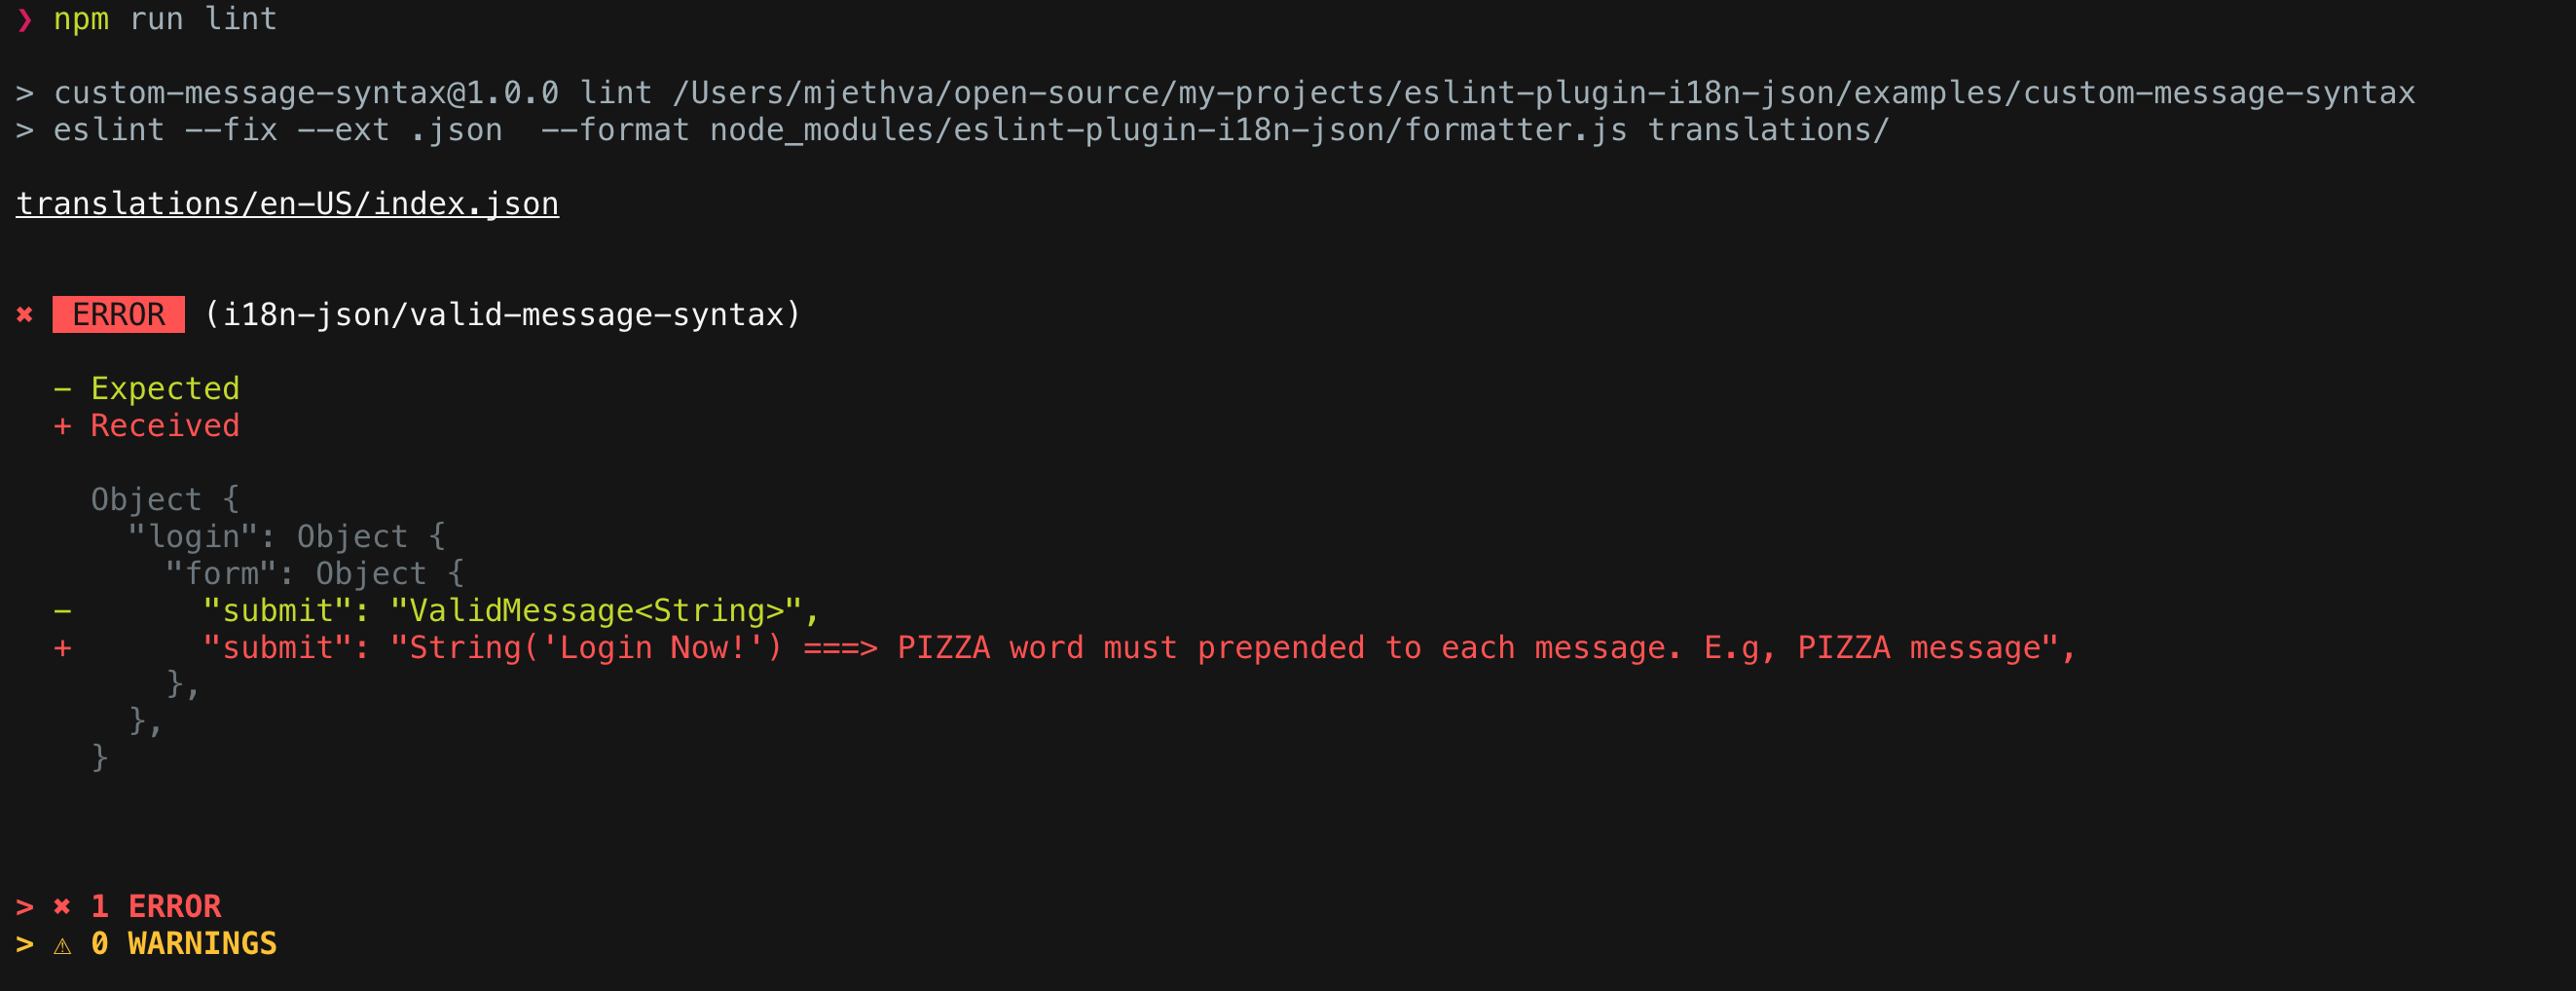 ❯ npm run lint
> custom-message-syntax@1.0.0 lint /Users/mjethva/open-source/my-projects/eslint-plugin-i18n-json/examples/custom-message-syntax
> eslint --fix --ext .json  --format node_modules/eslint-plugin-i18n-json/formatter.js translations/
translations/en-US/index.json
✖ ERROR (i18n-json/valid-message-syntax)
- Expected
+ Received
Object {
"login": Object {
"form": Object {
- "submit": "ValidMessage<String>",
+ "submit": "String('Login Now!') ===> PIZZA word must prepended to each message. E.g, PIZZA message",
},
},
}
> ✖ 1 ERROR
> ⚠ 0 WARNINGS